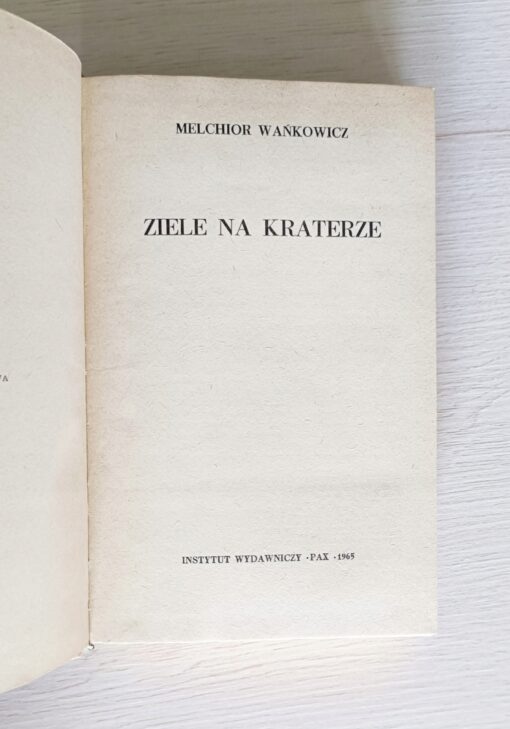 MELCHIOR WAŃKOWICZ
ZIELE NA KRATERZE
INSTYTUT WYDAWNICZY ·PAX ·1965